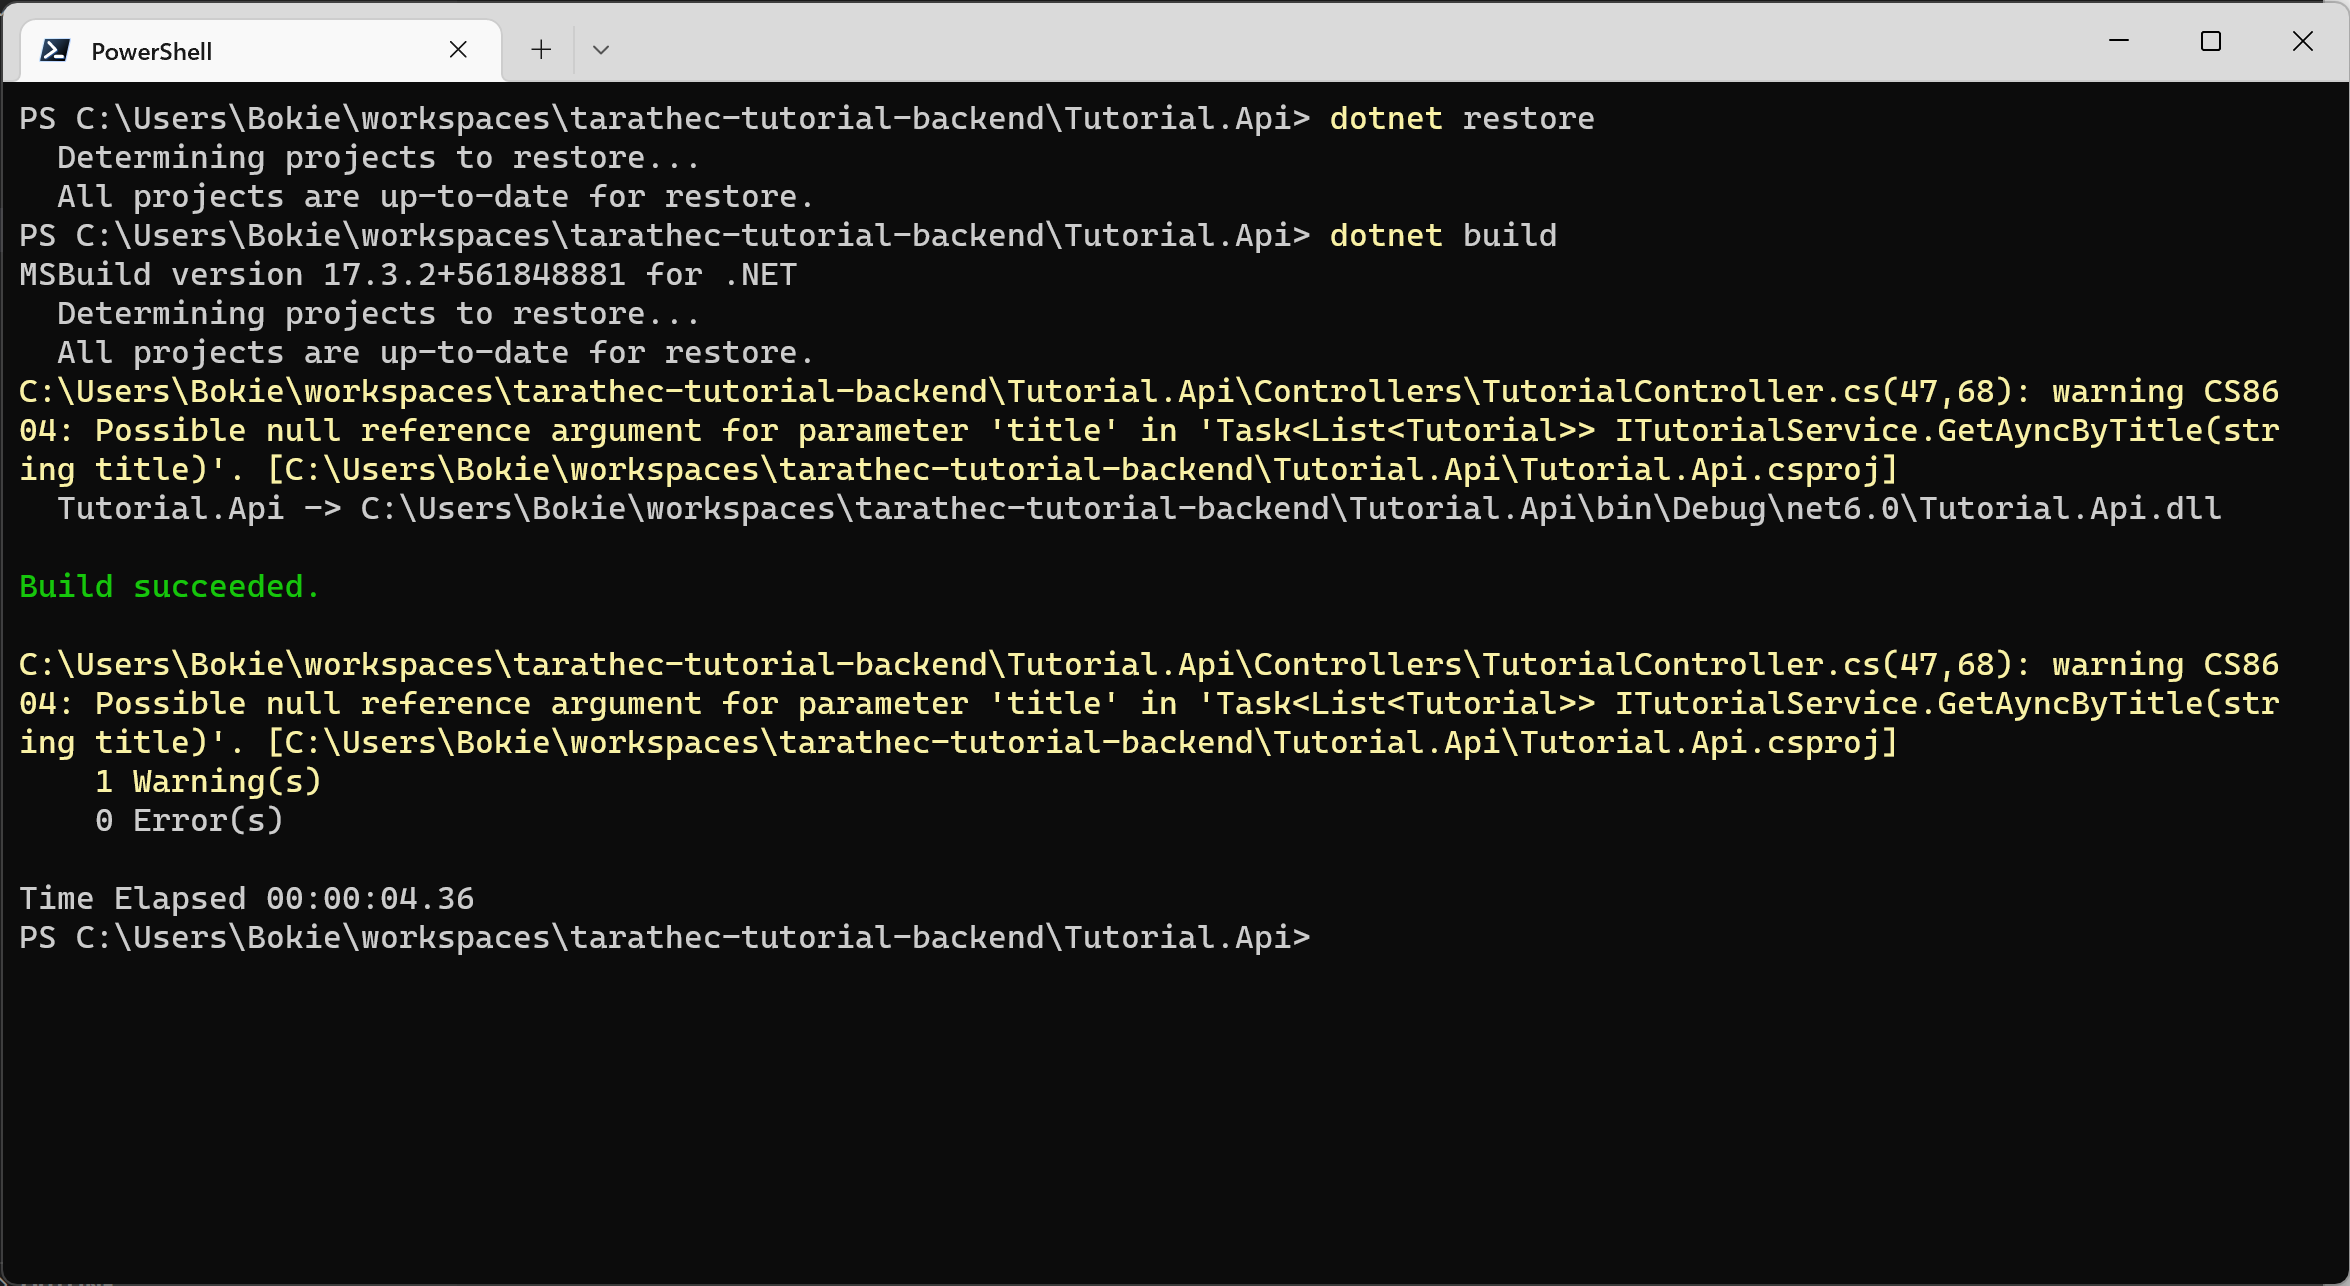 PowerShell
PS C:\Users\Bokie\workspaces\tarathec-tutorial-backend\Tutorial.Api> dotnet restore
  Determining projects to restore...
  All projects are up-to-date for restore.
PS C:\Users\Bokie\workspaces\tarathec-tutorial-backend\Tutorial.Api> dotnet build
MSBuild version 17.3.2+561848881 for .NET
  Determining projects to restore...
  All projects are up-to-date for restore.
C:\Users\Bokie\workspaces\tarathec-tutorial-backend\Tutorial.Api\Controllers\TutorialController.cs(47,68): warning CS86
04: Possible null reference argument for parameter 'title' in 'Task<List<Tutorial>> ITutorialService.GetAyncByTitle(str
ing title)'. [C:\Users\Bokie\workspaces\tarathec-tutorial-backend\Tutorial.Api\Tutorial.Api.csproj]
  Tutorial.Api -> C:\Users\Bokie\workspaces\tarathec-tutorial-backend\Tutorial.Api\bin\Debug\net6.0\Tutorial.Api.dll
Build succeeded.
C:\Users\Bokie\workspaces\tarathec-tutorial-backend\Tutorial.Api\Controllers\TutorialController.cs(47,68): warning CS86
04: Possible null reference argument for parameter 'title' in 'Task<List<Tutorial>> ITutorialService.GetAyncByTitle(str
ing title)'. [C:\Users\Bokie\workspaces\tarathec-tutorial-backend\Tutorial.Api\Tutorial.Api.csproj]
    1 Warning(s)
    0 Error(s)
Time Elapsed 00:00:04.36
PS C:\Users\Bokie\workspaces\tarathec-tutorial-backend\Tutorial.Api>